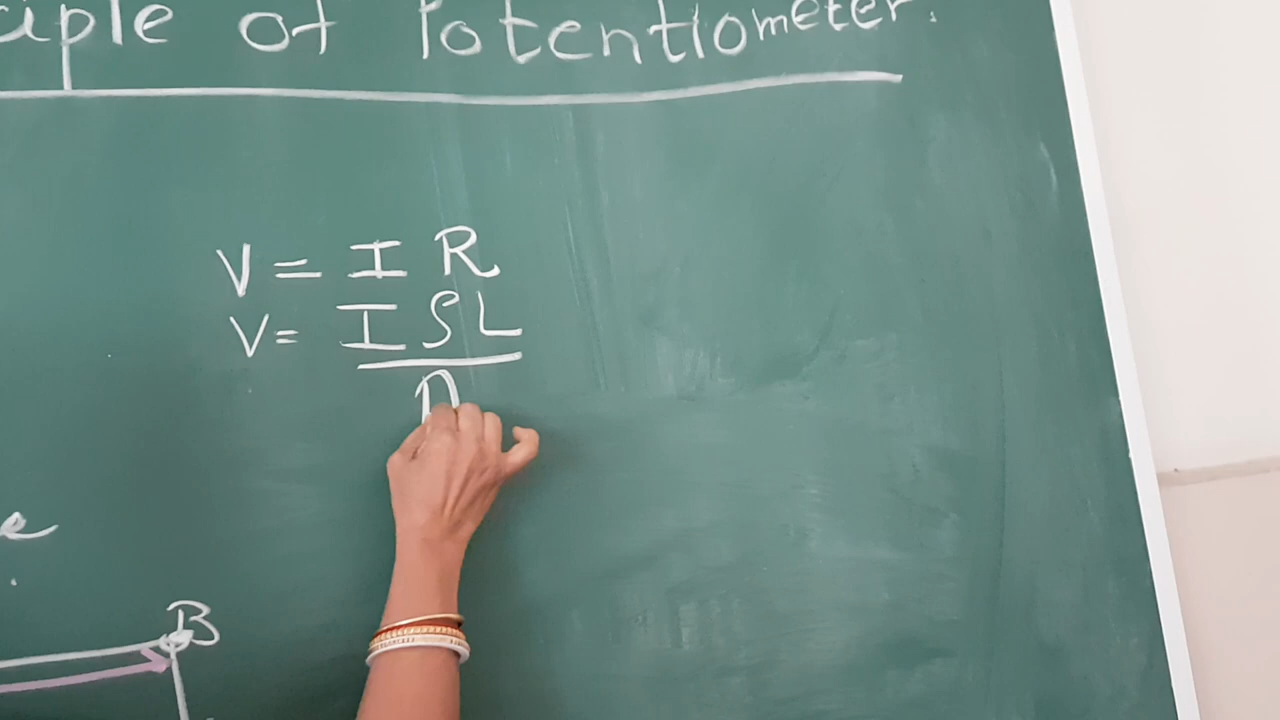 ciple of Potentiometer.
V = I R
V = I ρ L
A
e
B